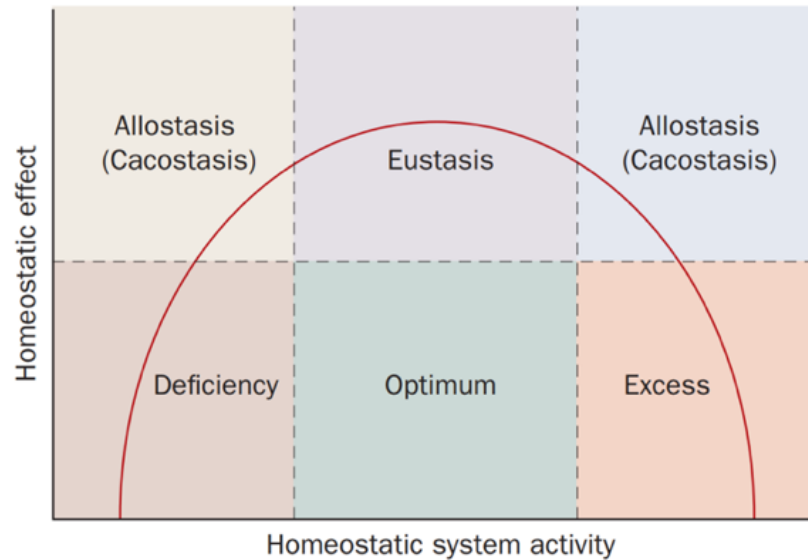 Homeostatic effect
Allostasis
(Cacostasis)
Eustasis
Allostasis
(Cacostasis)
Deficiency
Optimum
Excess
Homeostatic system activity